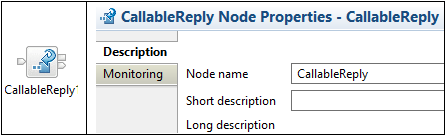 CallableReply Node Properties - CallableReply
Description
Monitoring
Node name
CallableReply
Short description
Long description
CallableReply